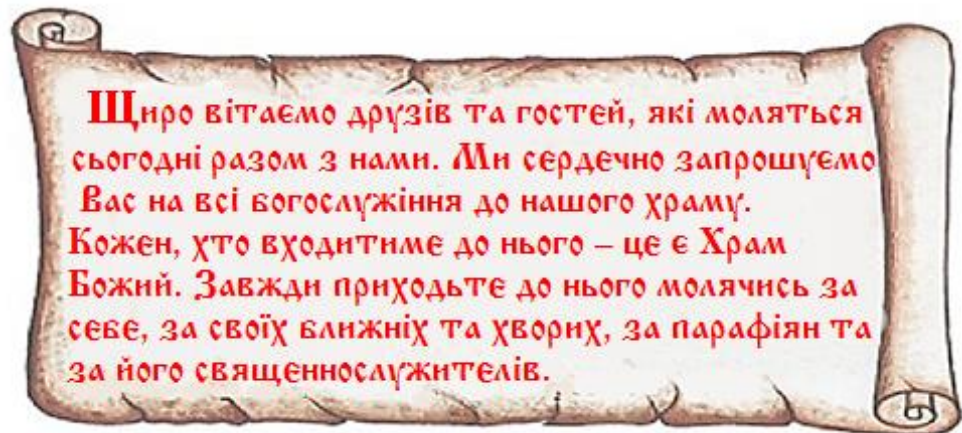 Щиро вітаємо друзів та гостей, які моляться
сьогодні разом з нами. Ми сердечно запрошуємо
Вас на всі богослужіння до нашого храму.
Кожен, хто входитиме до нього – це є Храм
Божий. Завжди приходьте до нього молячись за
себе, за своїх ближніх та хворих, за парафіян та
за його священнослужителів.